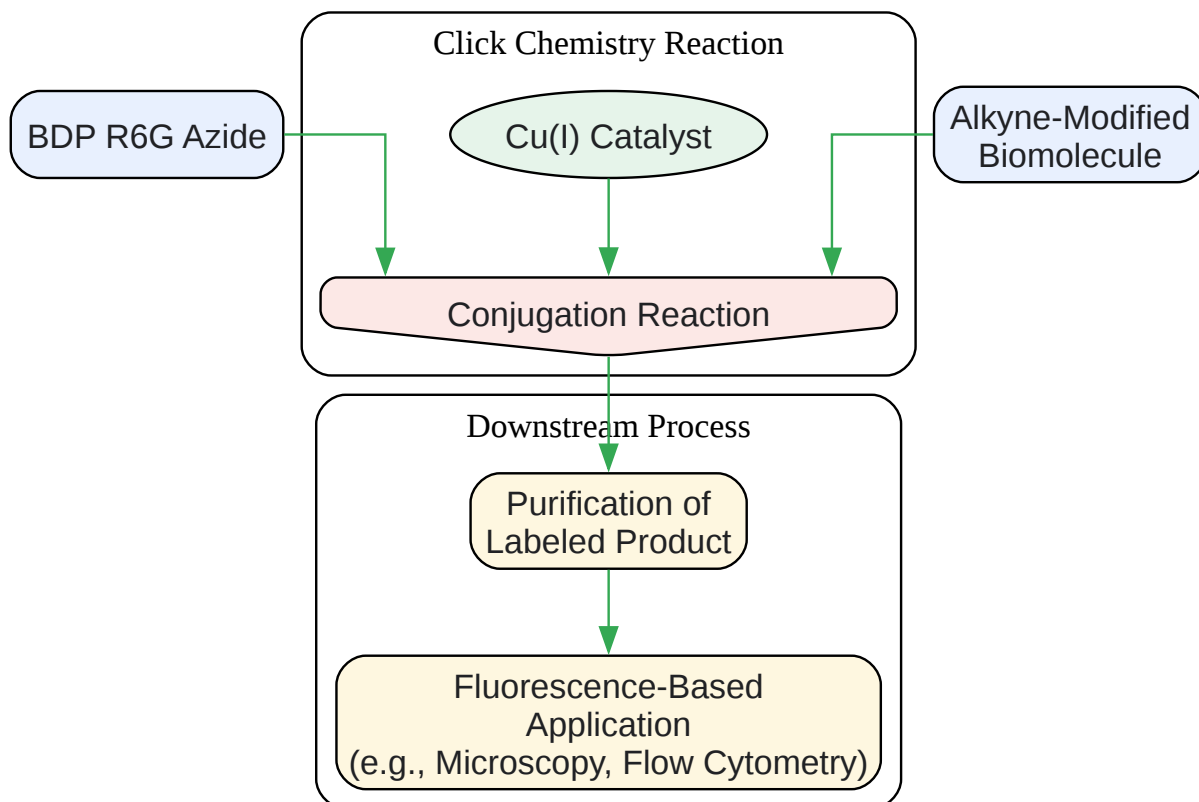 Click Chemistry Reaction
BDP R6G Azide
Cu(I) Catalyst
Alkyne-Modified
Biomolecule
Conjugation Reaction
Downstream Process
Purification of
Labeled Product
Fluorescence-Based
Application
(e.g., Microscopy, Flow Cytometry)